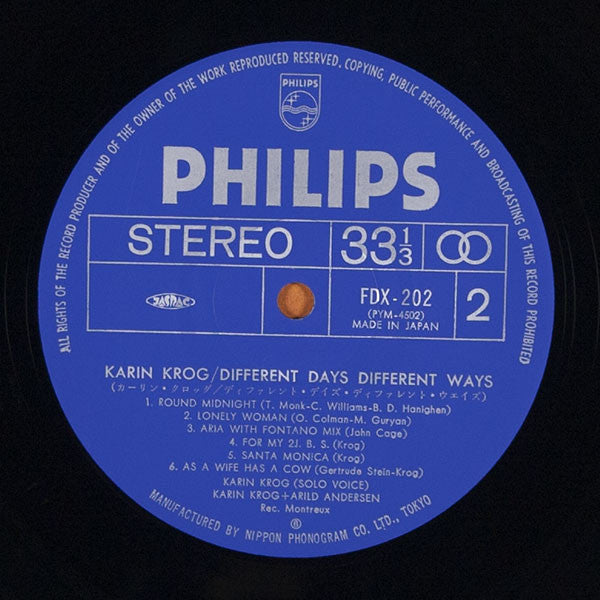 ALL RIGHTS OF THE RECORD PRODUCER AND OF THE OWNER OF THE WORK REPRODUCED RESERVED. COPYING, PUBLIC PERFORMANCE AND BROADCASTING OF THIS RECORD PROHIBITED
PHILIPS
PHILIPS
STEREO
33 1/3
FDX-202
(PYM-4502)
MADE IN JAPAN
2
JASRAC
KARIN KROG/DIFFERENT DAYS DIFFERENT WAYS
(カーリン・クロッグ/ディファレント・デイズ・ディファレント・ウエイズ)
1. ROUND MIDNIGHT (T. Monk-C. Williams-B. D. Hanighen)
2. LONELY WOMAN (O. Colman-M. Guryan)
3. ARIA WITH FONTANO MIX (Jahn Cage)
4. FOR MY 2J. B. S. (Krog)
5. SANTA MONICA (Krog)
6. AS A WIFE HAS A COW (Gertrude Stein-Krog)
KARIN KROG (SOLO VOICE)
KARIN KROG+ARILD ANDERSEN
Rec. Montreux
Ⓟ
MANUFACTURED BY NIPPON PHONOGRAM CO. LTD., TOKYO